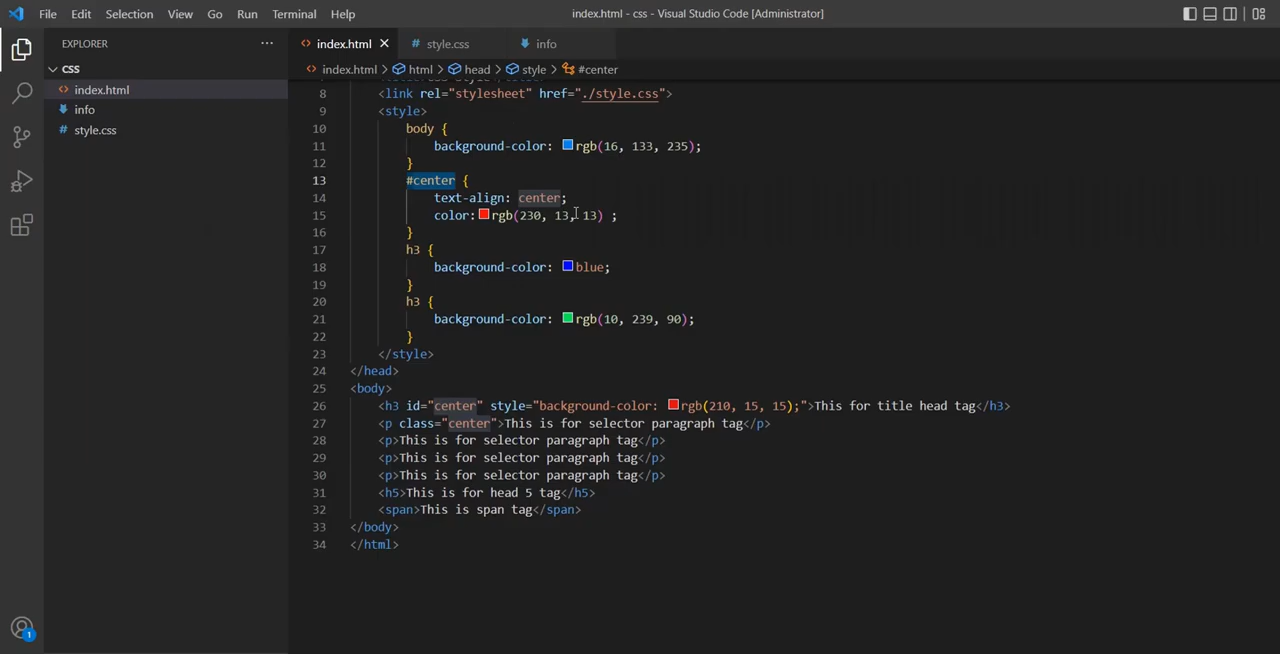 File Edit Selection View Go Run Terminal Help
index.html - css - Visual Studio Code [Administrator]
EXPLORER ···
<> index.html × # style.css info
CSS
<> index.html > html > head > style > #center
<> index.html
info
# style.css
8 <link rel="stylesheet" href="./style.css">
9 <style>
10 body {
11 background-color: rgb(16, 133, 235);
12 }
13 #center {
14 text-align: center;
15 color: rgb(230, 13, 13) ;
16 }
17 h3 {
18 background-color: blue;
19 }
20 h3 {
21 background-color: rgb(10, 239, 90);
22 }
23 </style>
24 </head>
25 <body>
26 <h3 id="center" style="background-color: rgb(210, 15, 15);">This for title head tag</h3>
27 <p class="center">This is for selector paragraph tag</p>
28 <p>This is for selector paragraph tag</p>
29 <p>This is for selector paragraph tag</p>
30 <p>This is for selector paragraph tag</p>
31 <h5>This is for head 5 tag</h5>
32 <span>This is span tag</span>
33 </body>
34 </html>
1